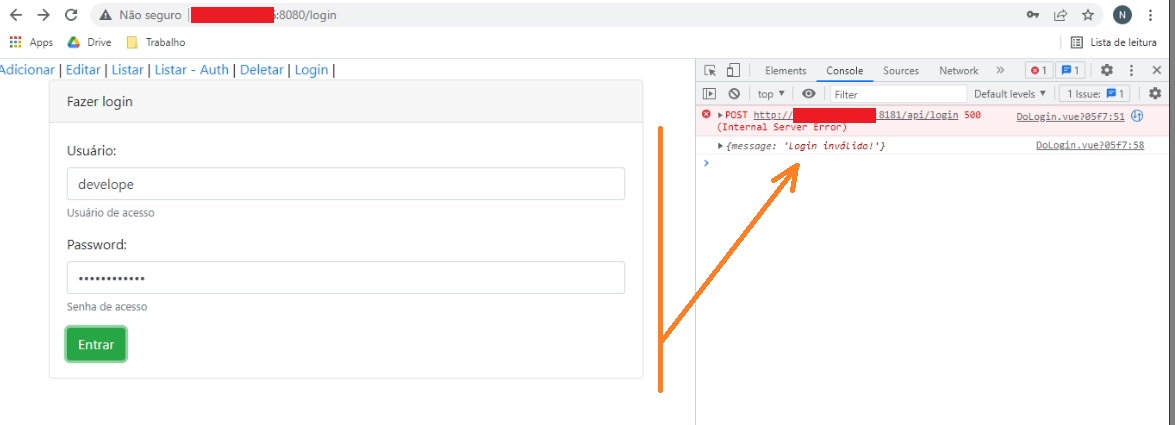 Não seguro | :8080/login
N
Apps Drive Trabalho Lista de leitura
Adicionar | Editar | Listar | Listar - Auth | Deletar | Login |
Elements Console Sources Network » 1 1
top ▼ Filter Default levels ▼ 1 Issue: 1
Fazer login
POST http:// :8181/api/login 500 DoLogin.vue?05f7:51
(Internal Server Error)
{message: 'Login inválido!'} DoLogin.vue?05f7:58
Usuário:
develope
Usuário de acesso
Password:
••••••••••••
Senha de acesso
Entrar